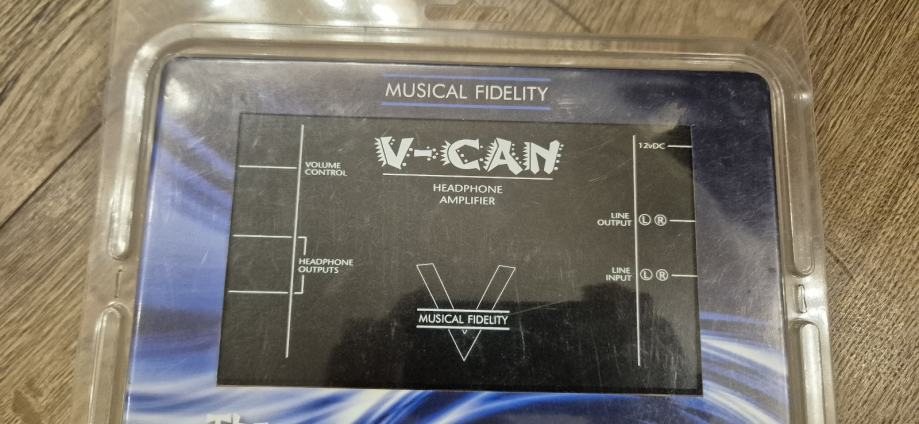 MUSICAL FIDELITY
V-CAN
HEADPHONE
AMPLIFIER
VOLUME
CONTROL
HEADPHONE
OUTPUTS
12vDC
LINE
OUTPUT L R
LINE
INPUT L R
MUSICAL FIDELITY
V